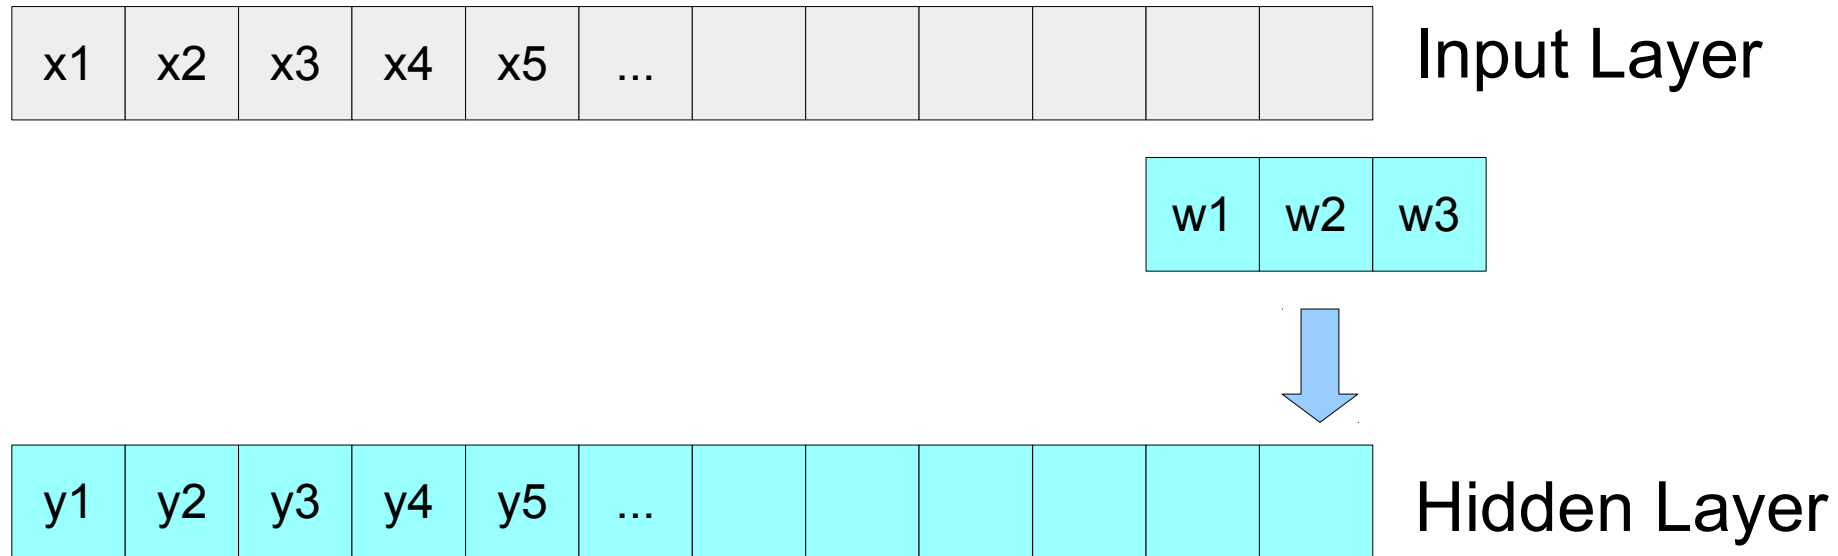 x1 x2 x3 x4 x5 ... Input Layer
w1 w2 w3
y1 y2 y3 y4 y5 ... Hidden Layer